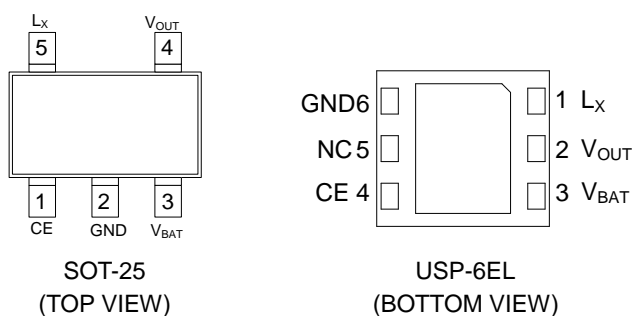 Lx VOUT
5 4
1 2 3
CE GND VBAT
SOT-25
(TOP VIEW)
GND6 1 Lx
NC5 2 VOUT
CE 4 3 VBAT
USP-6EL
(BOTTOM VIEW)